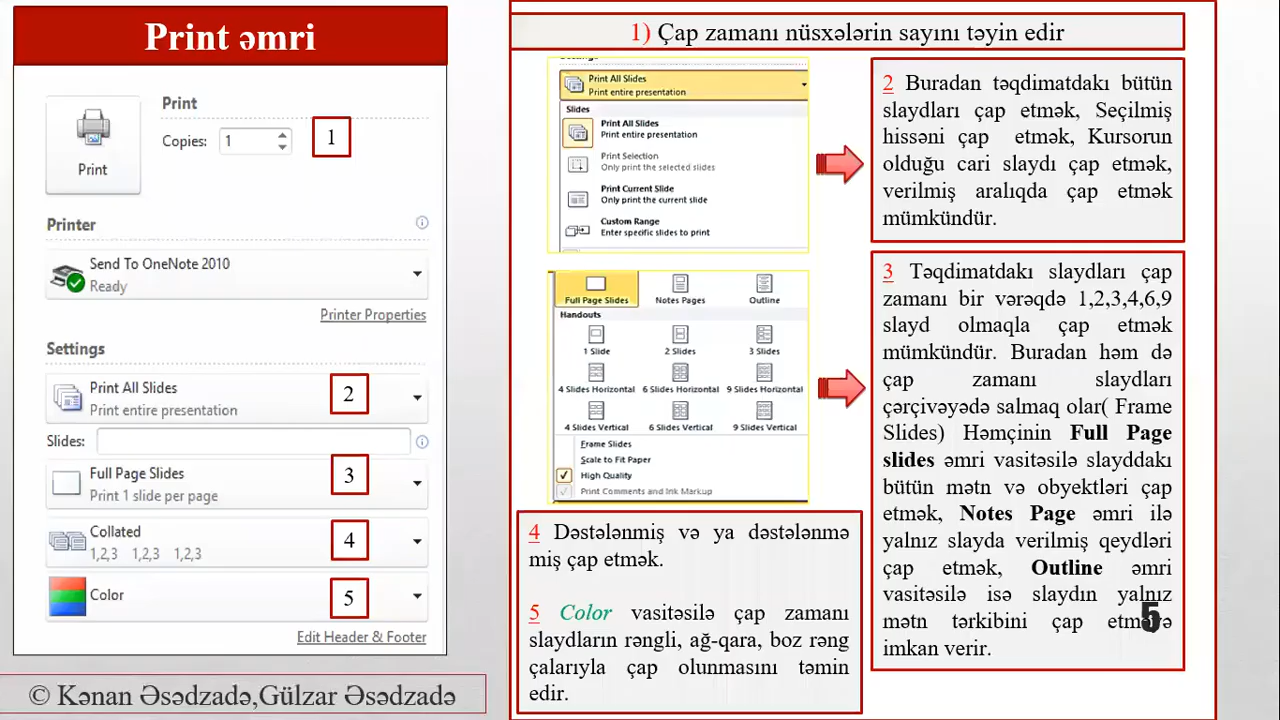 Print əmri
Print
Copies: 1
1
Print
Printer
Send To OneNote 2010
Ready
Printer Properties
Settings
Print All Slides
Print entire presentation
2
Slides:
Full Page Slides
Print 1 slide per page
3
Collated
1,2,3 1,2,3 1,2,3
4
Color
5
Edit Header & Footer
© Kənan Əsədzadə,Gülzar Əsədzadə
1) Çap zamanı nüsxələrin sayını təyin edir
Print All Slides
Print entire presentation
Slides
Print All Slides
Print entire presentation
Print Selection
Only print the selected slides
Print Current Slide
Only print the current slide
Custom Range
Enter specific slides to print
2 Buradan təqdimatdakı bütün
slaydları çap etmək, Seçilmiş
hissəni çap etmək, Kursorun
olduğu cari slaydı çap etmək,
verilmiş aralıqda çap etmək
mümkündür.
Full Page Slides Notes Pages Outline
Handouts
1 Slide 2 Slides 3 Slides
4 Slides Horizontal 6 Slides Horizontal 9 Slides Horizontal
4 Slides Vertical 6 Slides Vertical 9 Slides Vertical
Frame Slides
Scale to Fit Paper
High Quality
Print Comments and Ink Markup
3 Təqdimatdakı slaydları çap
zamanı bir vərəqdə 1,2,3,4,6,9
slayd olmaqla çap etmək
mümkündür. Buradan həm də
çap zamanı slaydları
çərçivəyədə salmaq olar( Frame
Slides) Həmçinin Full Page
slides əmri vasitəsilə slayddakı
bütün mətn və obyektləri çap
etmək, Notes Page əmri ilə
yalnız slayda verilmiş qeydləri
çap etmək, Outline əmri
vasitəsilə isə slaydın yalnız
mətn tərkibini çap etməyə
imkan verir.
5
4 Dəstələnmiş və ya dəstələnmə
miş çap etmək.
5 Color vasitəsilə çap zamanı
slaydların rəngli, ağ-qara, boz rəng
çalarıyla çap olunmasını təmin
edir.